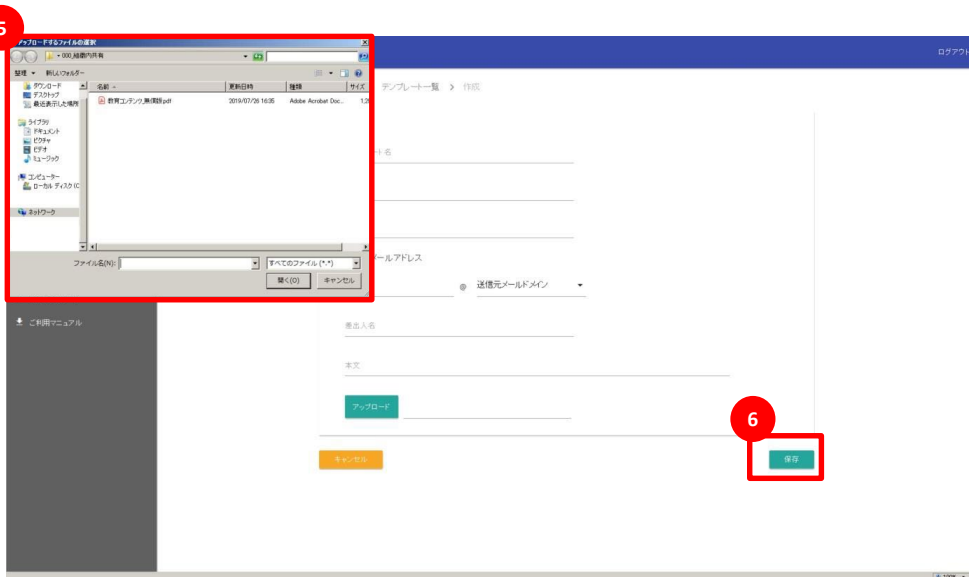 5
アップロードするファイルの選択
000_組織内共有
整理 新しいフォルダー
ダウンロード
デスクトップ
最近表示した場所
ライブラリ
ドキュメント
ピクチャ
ビデオ
ミュージック
コンピューター
ローカル ディスク (C
ネットワーク
名前 更新日時 種類 サイズ
教育コンテンツ_無償版.pdf 2019/07/26 16:35 Adobe Acrobat Doc...
ファイル名(N): すべてのファイル (*.*)
開く(O) キャンセル
ログアウト
テンプレート一覧 > 作成
ート名
ールアドレス
@ 送信元メールドメイン
ご利用マニュアル
差出人名
本文
アップロード
6
キャンセル 保存
100%